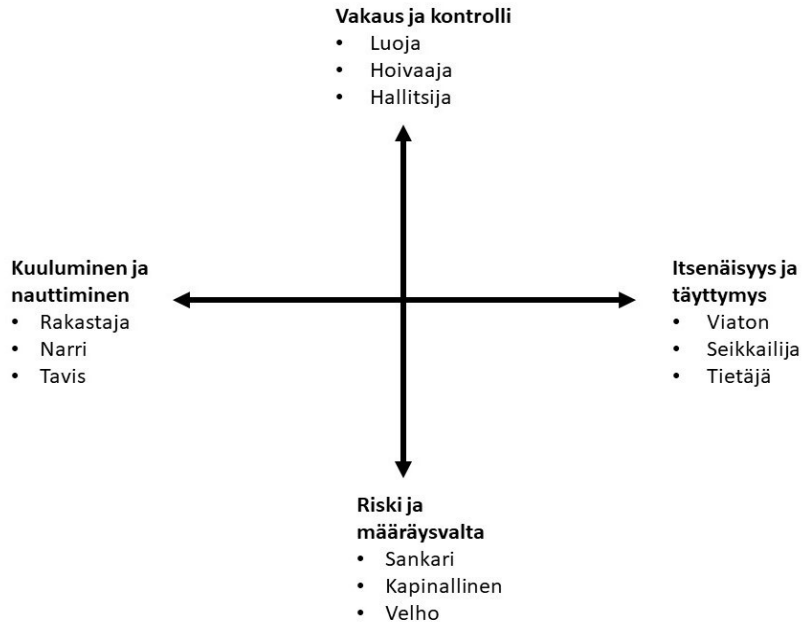 Vakaus ja kontrolli
• Luoja
• Hoivaaja
• Hallitsija
Kuuluminen ja
nauttiminen
• Rakastaja
• Narri
• Tavis
Itsenäisyys ja
täyttymys
• Viaton
• Seikkailija
• Tietäjä
Riski ja
määräysvalta
• Sankari
• Kapinallinen
• Velho